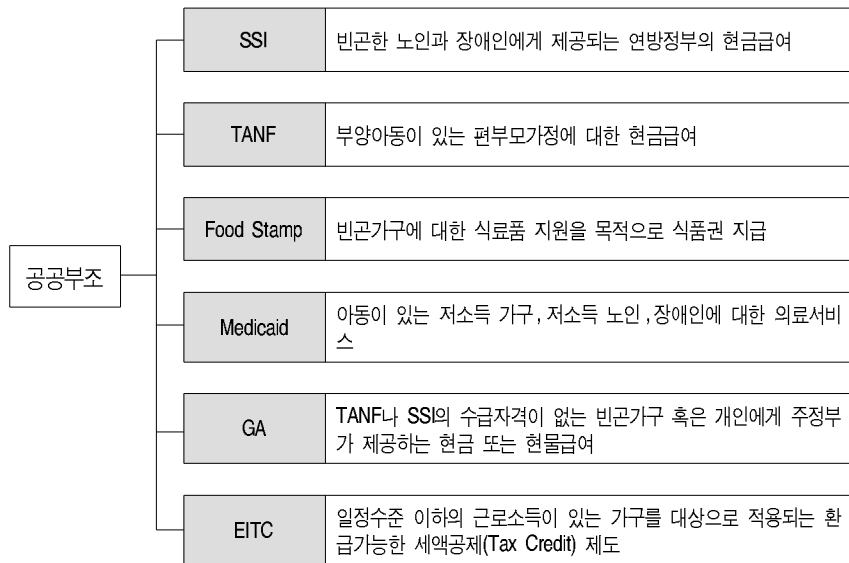 SSI
빈곤한 노인과 장애인에게 제공되는 연방정부의 현금급여
TANF
부양아동이 있는 편부모가정에 대한 현금급여
Food Stamp
빈곤가구에 대한 식료품 지원을 목적으로 식품권 지급
공공부조
Medicaid
아동이 있는 저소득 가구, 저소득 노인, 장애인에 대한 의료서비
스
GA
TANF나 SSI의 수급자격이 없는 빈곤가구 혹은 개인에게 주정부
가 제공하는 현금 또는 현물급여
EITC
일정수준 이하의 근로소득이 있는 가구를 대상으로 적용되는 환
급가능한 세액공제(Tax Credit) 제도